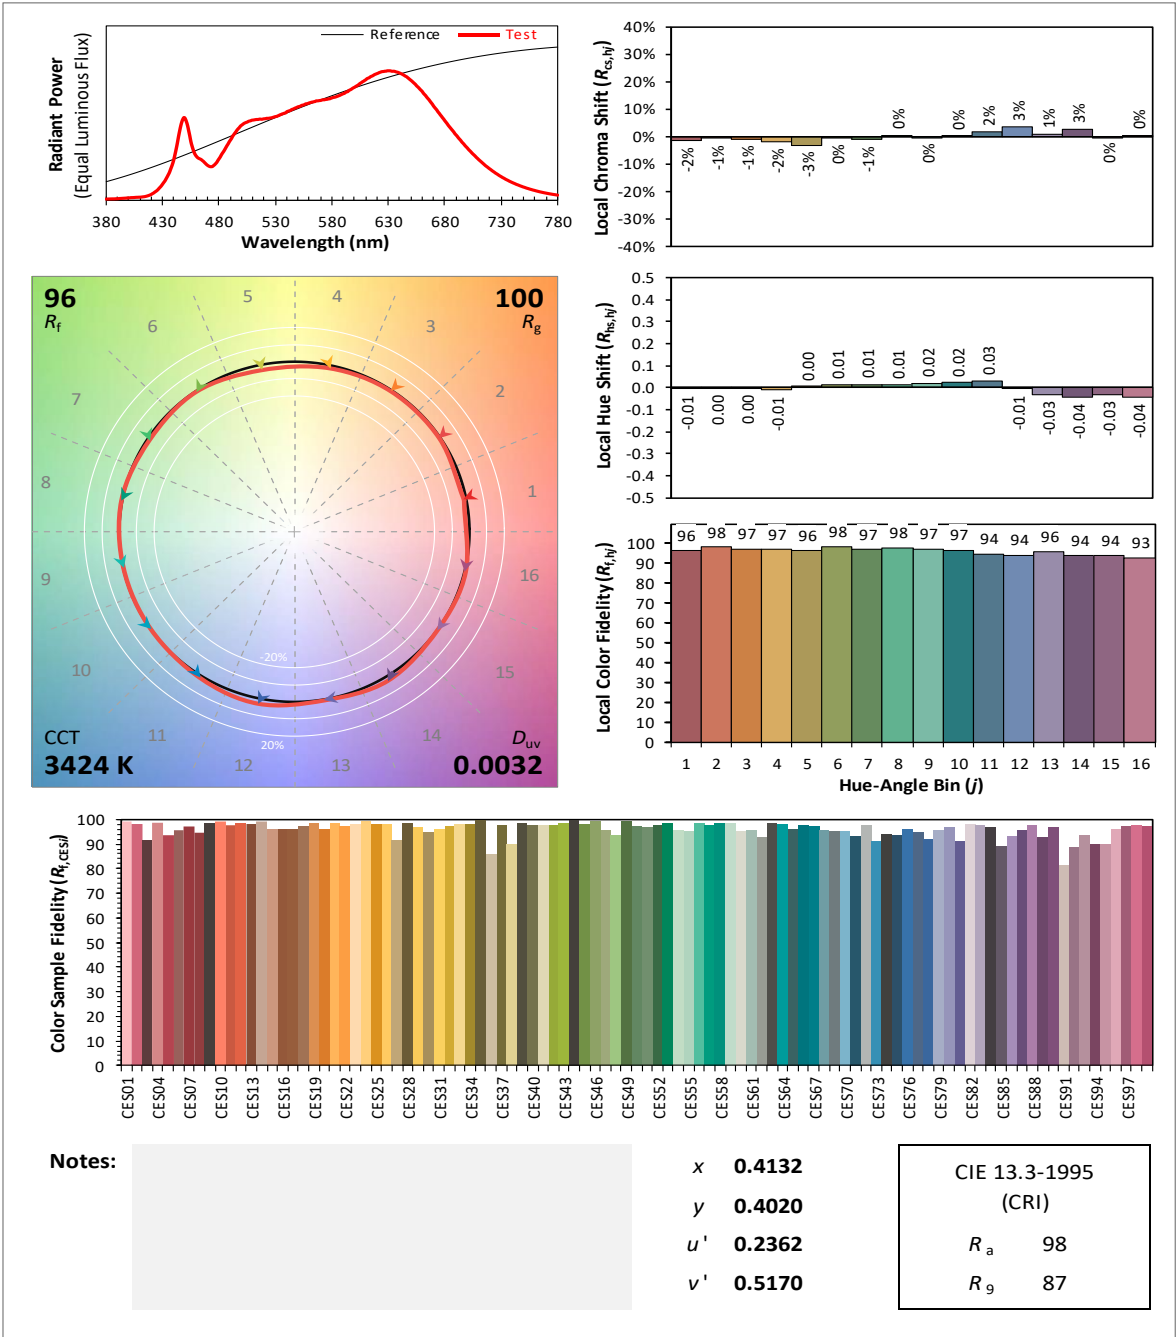 Radiant Power
(Equal Luminous Flux)
Reference
Test
380 430 480 530 580 630 680 730 780
Wavelength (nm)
Local Chroma Shift (Rcs,hj)
40%
30%
20%
10%
0%
-10%
-20%
-30%
-40%
-2% -1% -1% -2% -3% 0% -1% 0% 0% 0% 2% 3% 1% 3% 0% 0%
96
Rf
100
Rg
CCT
3424 K
Duv
0.0032
1
2
3
4
5
6
7
8
9
10
11
12
13
14
15
16
-20%
20%
Local Hue Shift (Rhs,hj)
0.5
0.4
0.3
0.2
0.1
0.0
-0.1
-0.2
-0.3
-0.4
-0.5
-0.01 0.00 0.00 -0.01 0.00 0.01 0.01 0.01 0.02 0.02 0.03 -0.01 -0.03 -0.04 -0.03 -0.04
Local Color Fidelity (Rf,hj)
100
90
80
70
60
50
40
30
20
10
0
96 98 97 97 96 98 97 98 97 97 94 94 96 94 94 93
1 2 3 4 5 6 7 8 9 10 11 12 13 14 15 16
Hue-Angle Bin (j)
Color Sample Fidelity (Rf,CESi)
100
90
80
70
60
50
40
30
20
10
0
CES01 CES04 CES07 CES10 CES13 CES16 CES19 CES22 CES25 CES28 CES31 CES34 CES37 CES40 CES43 CES46 CES49 CES52 CES55 CES58 CES61 CES64 CES67 CES70 CES73 CES76 CES79 CES82 CES85 CES88 CES91 CES94 CES97
Notes:
x 0.4132
y 0.4020
u' 0.2362
v' 0.5170
CIE 13.3-1995
(CRI)
Ra 98
R9 87